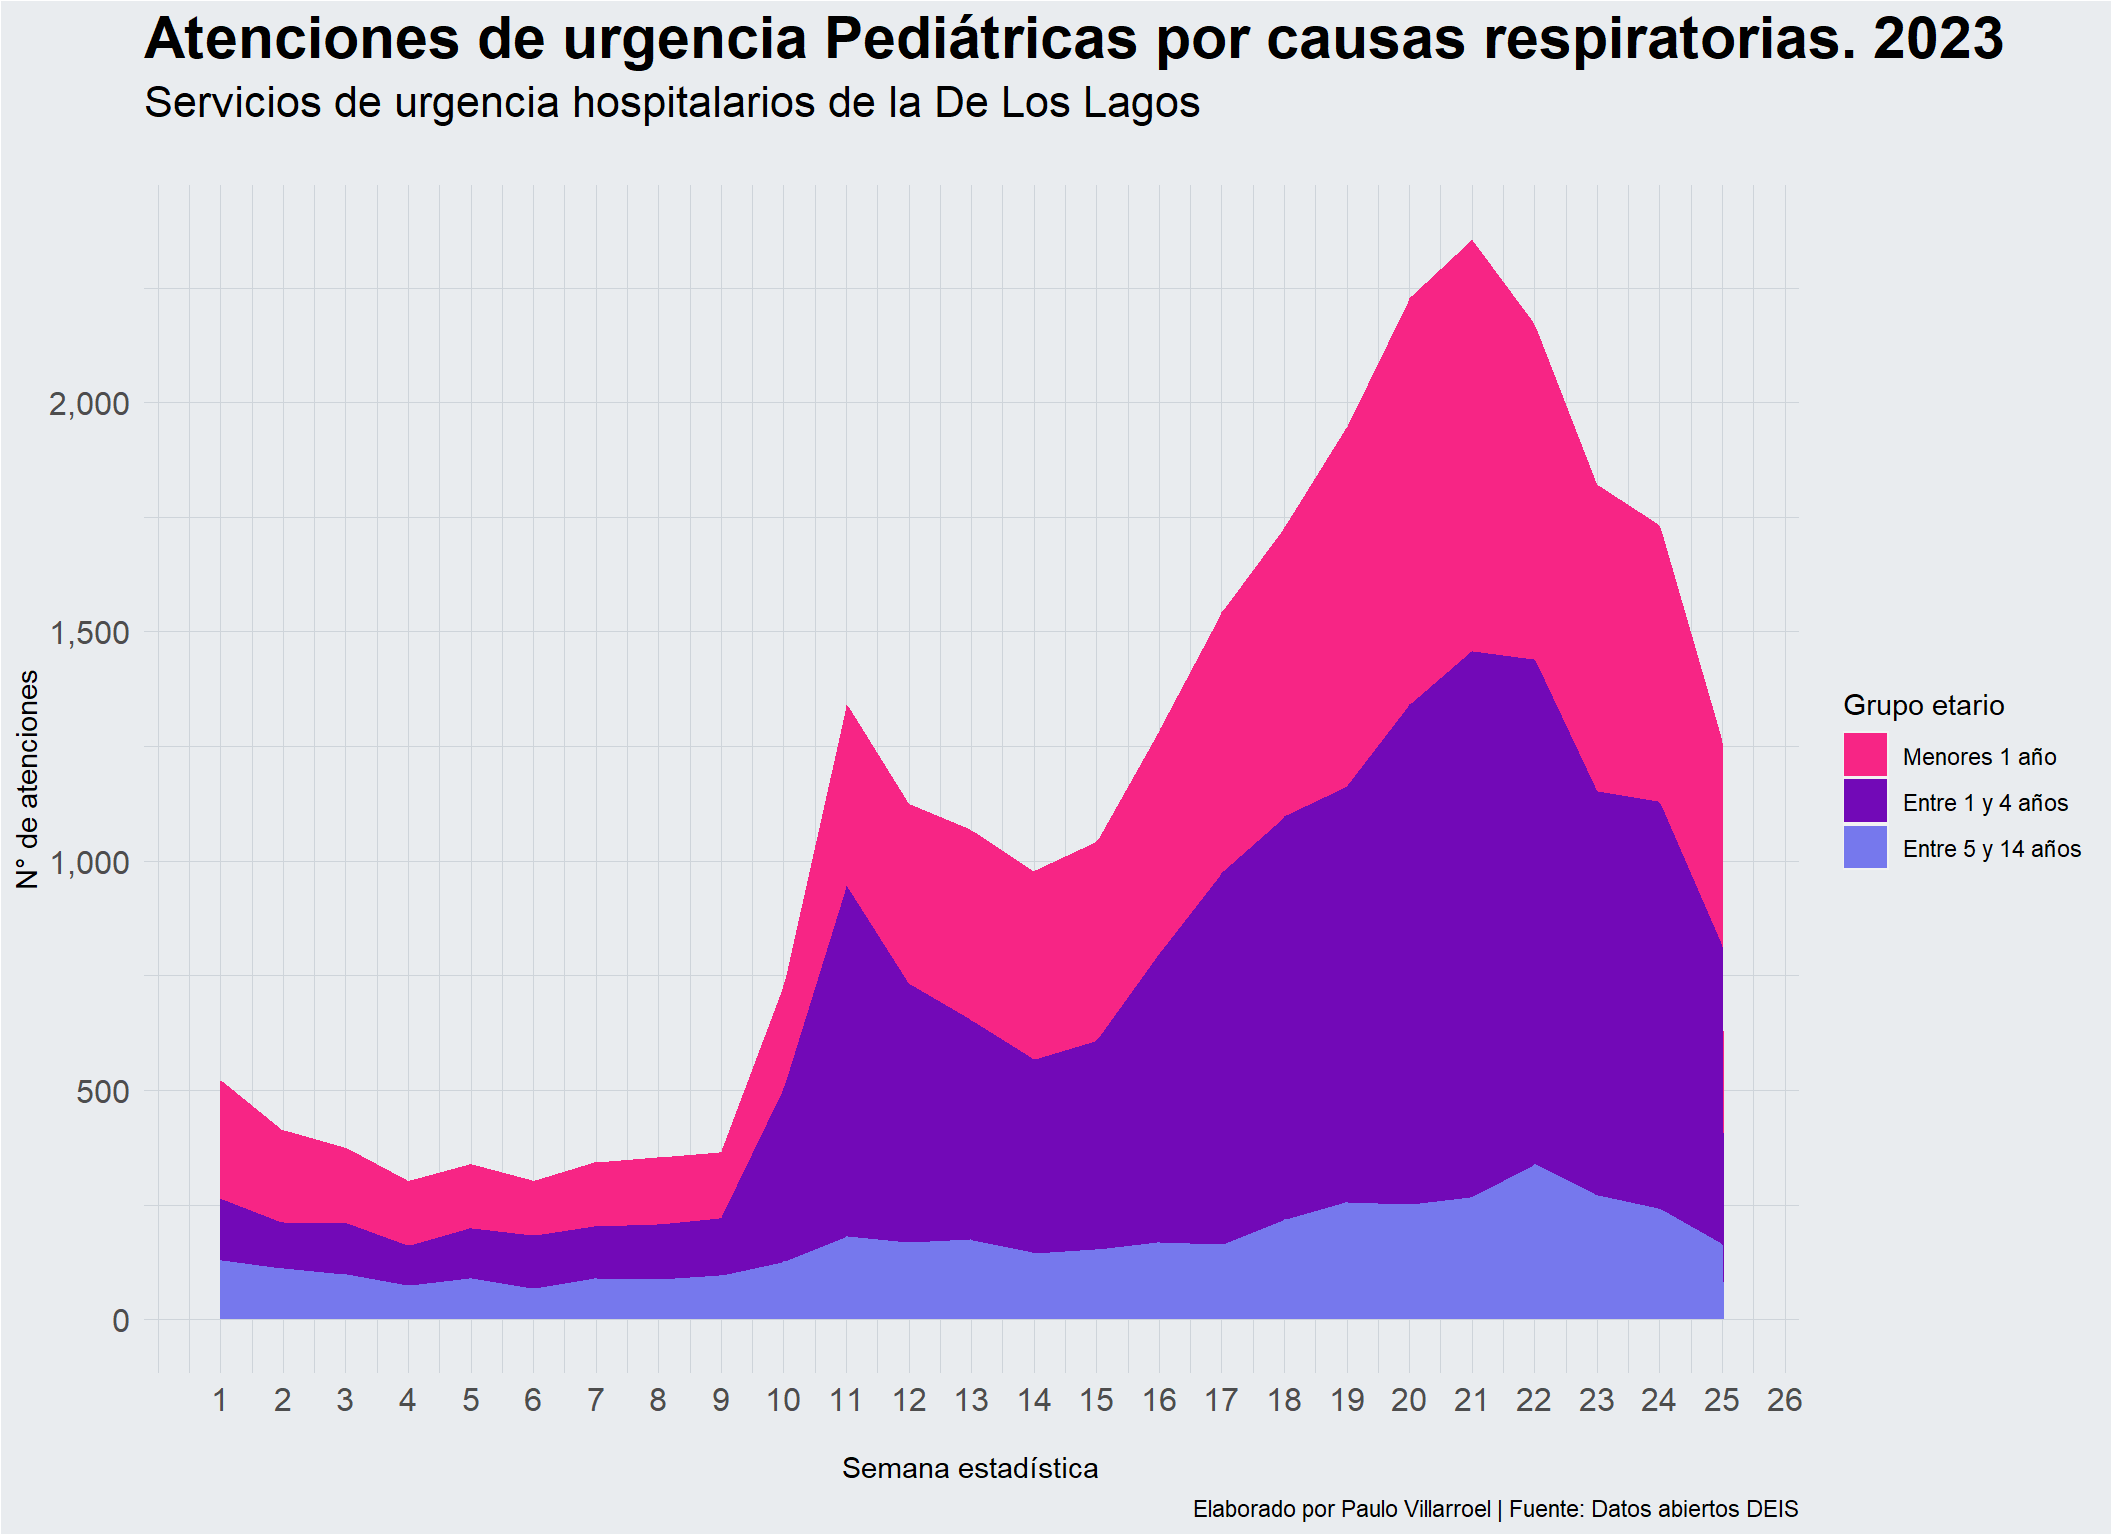 Atenciones de urgencia Pediátricas por causas respiratorias. 2023
Servicios de urgencia hospitalarios de la De Los Lagos
2,000
1,500
1,000
500
0
N° de atenciones
1 2 3 4 5 6 7 8 9 10 11 12 13 14 15 16 17 18 19 20 21 22 23 24 25 26
Semana estadística
Grupo etario
Menores 1 año
Entre 1 y 4 años
Entre 5 y 14 años
Elaborado por Paulo Villarroel | Fuente: Datos abiertos DEIS